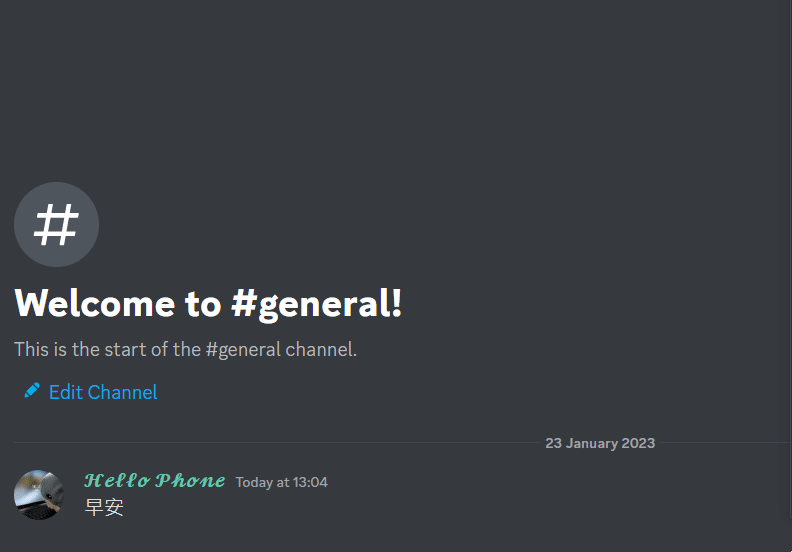 #
Welcome to #general!
This is the start of the #general channel.
Edit Channel
23 January 2023
𝓗𝓮𝓵𝓵𝓸 𝓟𝓱𝓸𝓷𝓮 Today at 13:04
早安